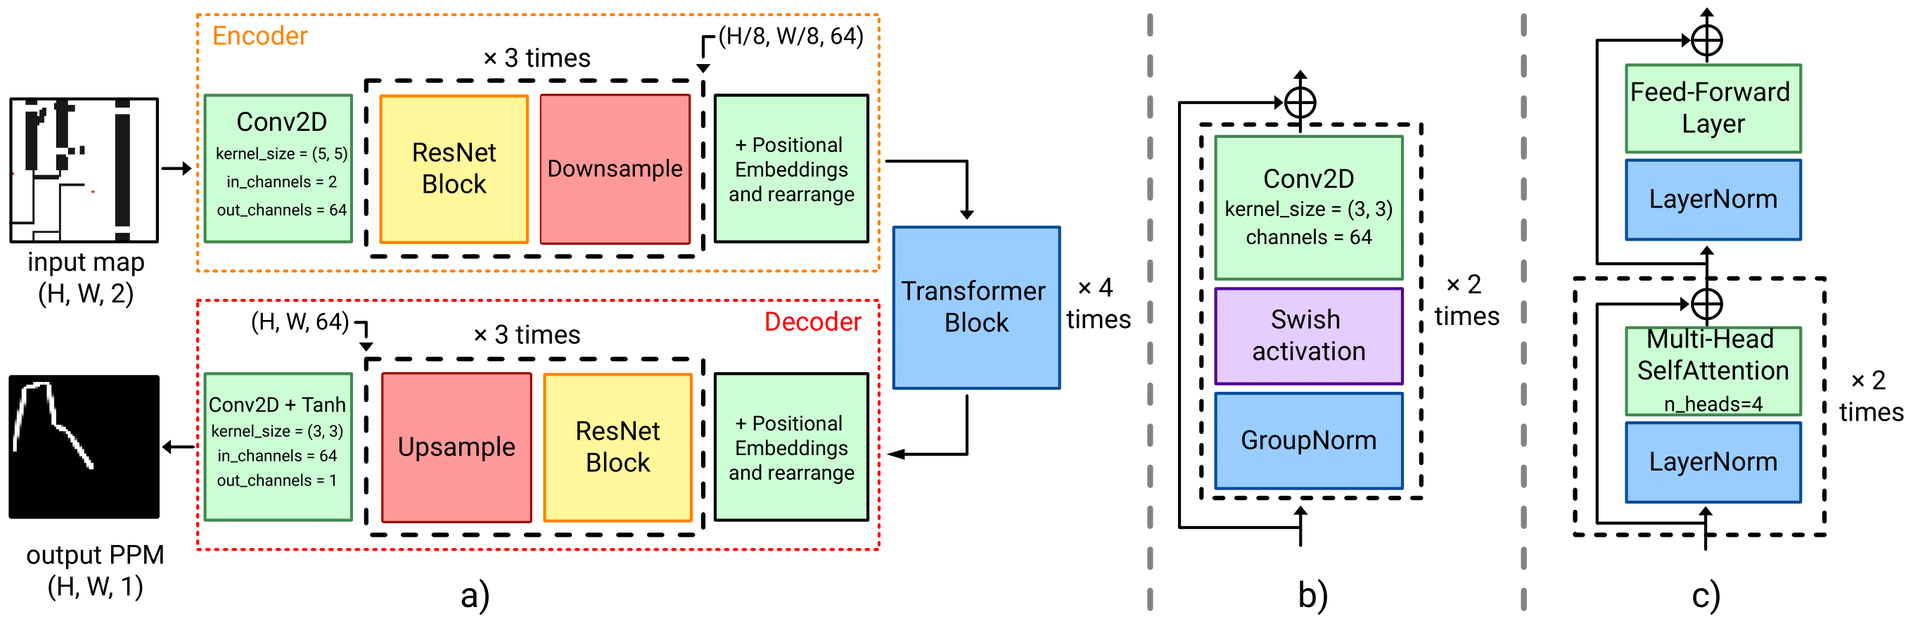 Encoder
× 3 times
(H/8, W/8, 64)
Conv2D
kernel_size = (5, 5)
in_channels = 2
out_channels = 64
ResNet
Block
Downsample
+ Positional
Embeddings
and rearrange
input map
(H, W, 2)
Transformer
Block
× 4
times
(H, W, 64)
× 3 times
Decoder
Conv2D + Tanh
kernel_size = (3, 3)
in_channels = 64
out_channels = 1
Upsample
ResNet
Block
+ Positional
Embeddings
and rearrange
output PPM
(H, W, 1)
a)
Conv2D
kernel_size = (3, 3)
channels = 64
Swish
activation
GroupNorm
× 2
times
b)
Feed-Forward
Layer
LayerNorm
Multi-Head
SelfAttention
n_heads=4
LayerNorm
× 2
times
c)